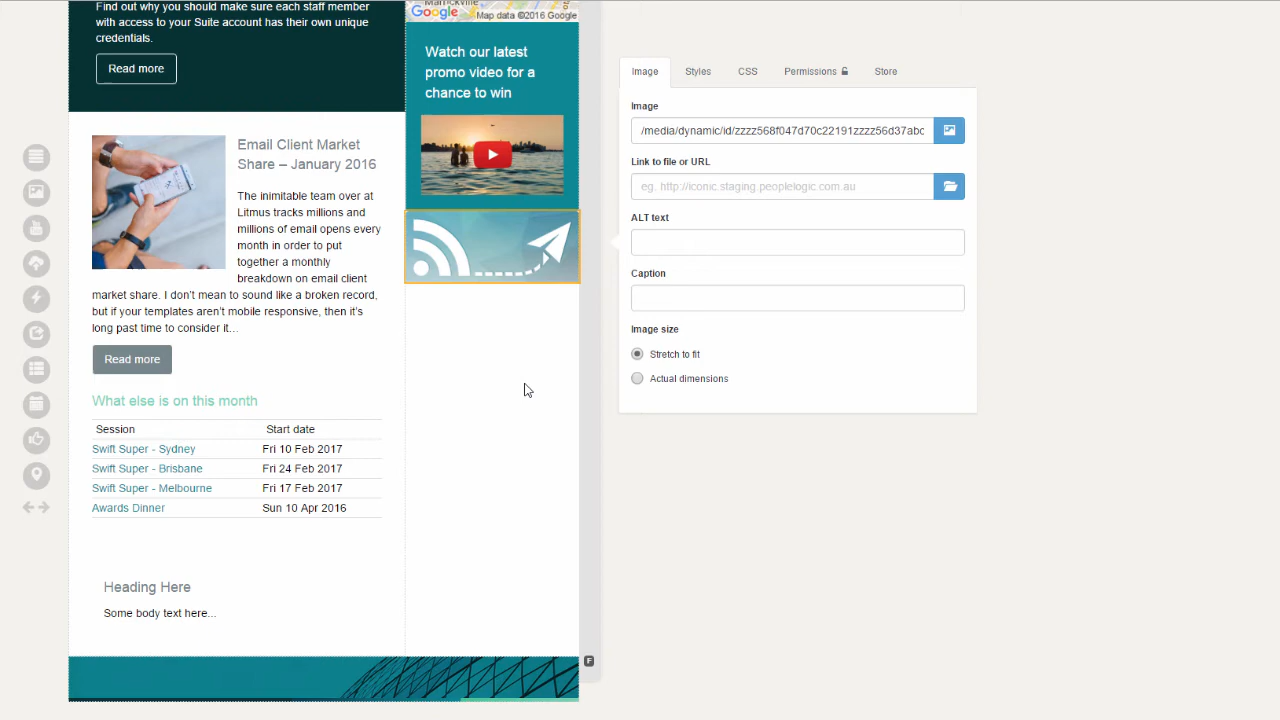 Find out why you should make sure each staff member
with access to your Suite account has their own unique
credentials.
Read more
Email Client Market
Share – January 2016
The inimitable team over at
Litmus tracks millions and
millions of email opens every
month in order to put
together a monthly
breakdown on email client
market share. I don't mean to sound like a broken record,
but if your templates aren't mobile responsive, then it's
long past time to consider it…
Read more
What else is on this month
Session Start date
Swift Super - Sydney Fri 10 Feb 2017
Swift Super - Brisbane Fri 24 Feb 2017
Swift Super - Melbourne Fri 17 Feb 2017
Awards Dinner Sun 10 Apr 2016
Heading Here
Some body text here...
Google
Map data ©2016 Google
Watch our latest
promo video for a
chance to win
F
Image Styles CSS Permissions Store
Image
/media/dynamic/id/zzzz568f047d70c22191zzzz56d37abc
Link to file or URL
eg. http://iconic.staging.peoplelogic.com.au
ALT text
Caption
Image size
Stretch to fit
Actual dimensions